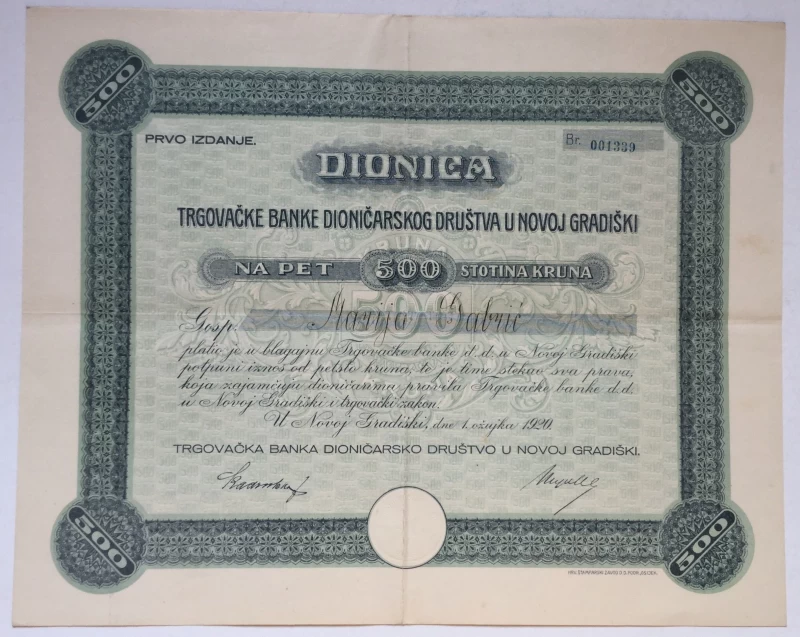 500 500
PRVO IZDANJE.
Br. 001339
DIONICA
TRGOVAČKE BANKE DIONIČARSKOG DRUŠTVA U NOVOJ GRADIŠKI
KRUNA
NA PET 500 STOTINA KRUNA
500
Gosp. Marija Gabrić
platio je u blagajnu Trgovačke banke d.d. u Novoj Gradiški
potpuni iznos od petsto kruna, te je time stekao sva prava,
koja zajamčuju dioničarima pravila Trgovačke banke d.d.
u Novoj Gradiški i trgovački zakon.
U Novoj Gradiški, dne 1. ožujka 1920.
TRGOVAČKA BANKA DIONIČARSKO DRUŠTVO U NOVOJ GRADIŠKI.
500 500